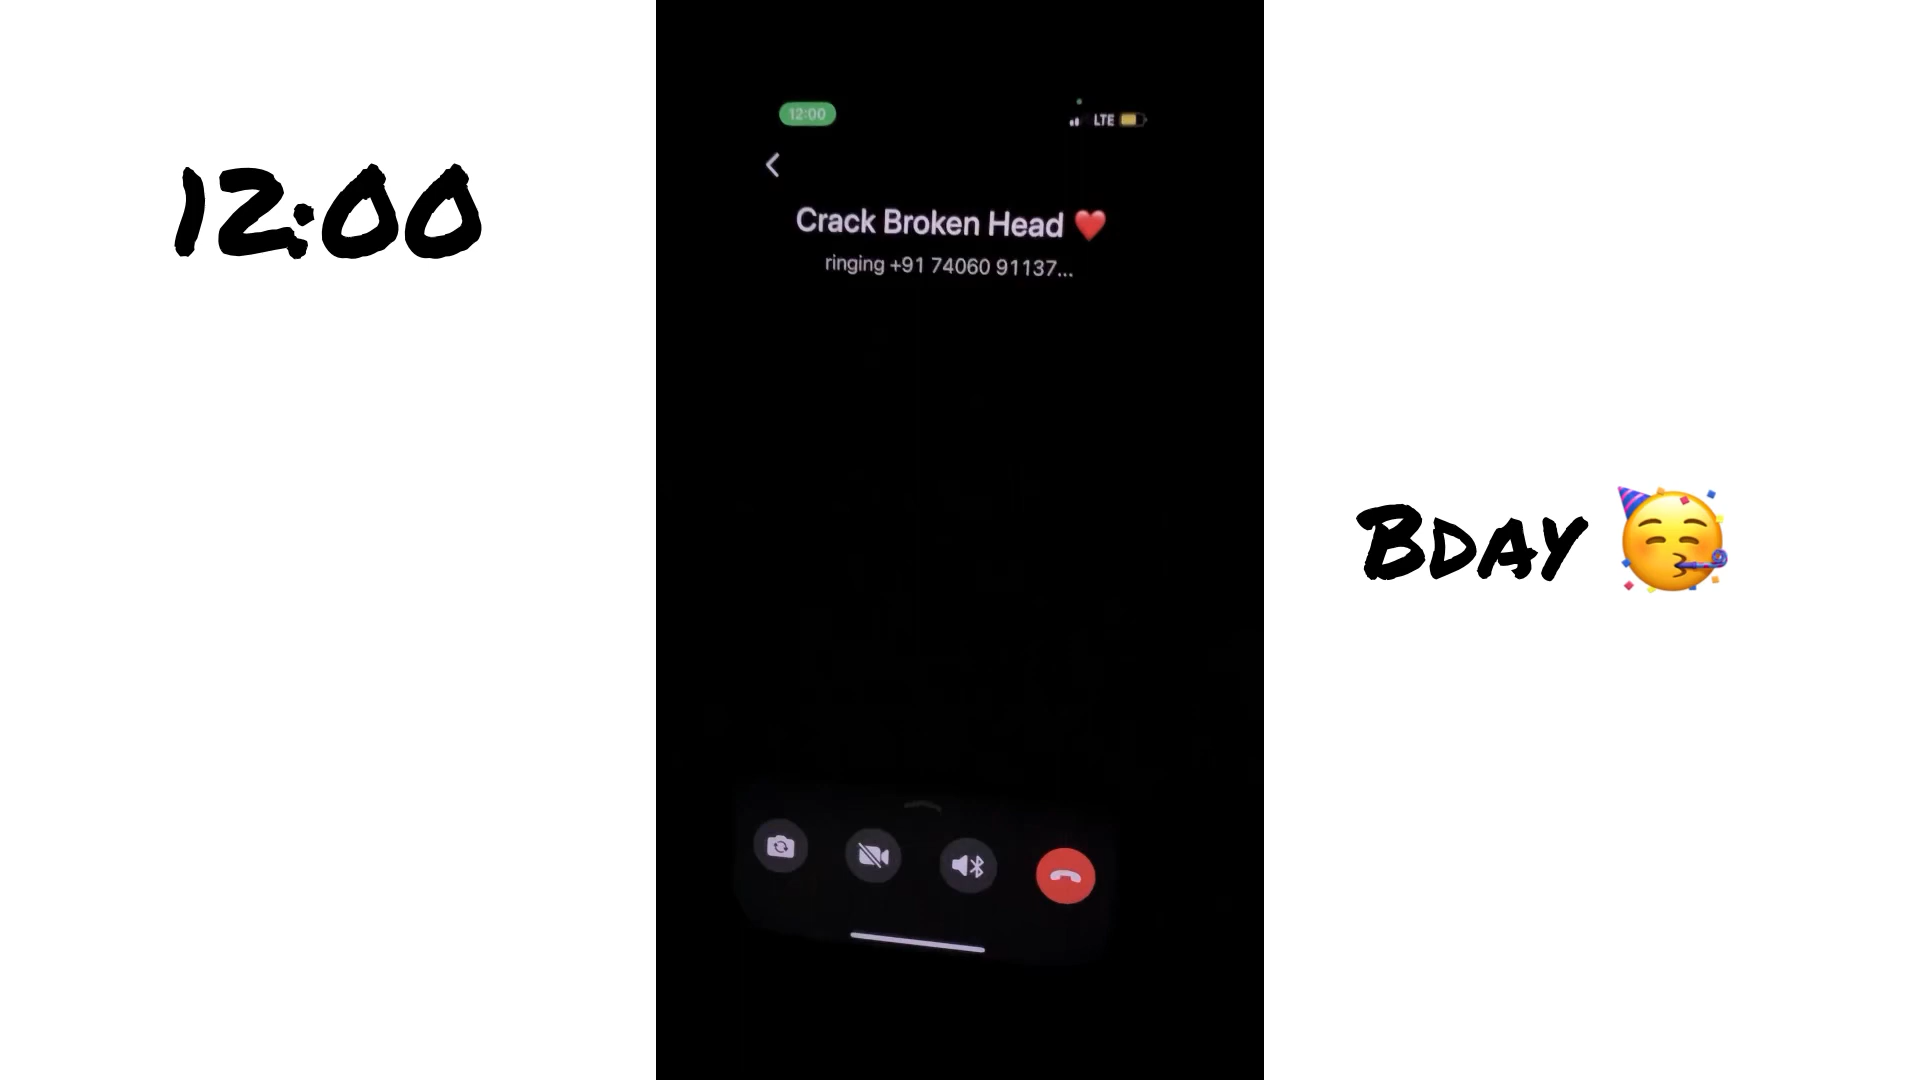 12:00
12:00
LTE
Crack Broken Head ❤️
ringing +91 74060 91137...
Bday 🥳